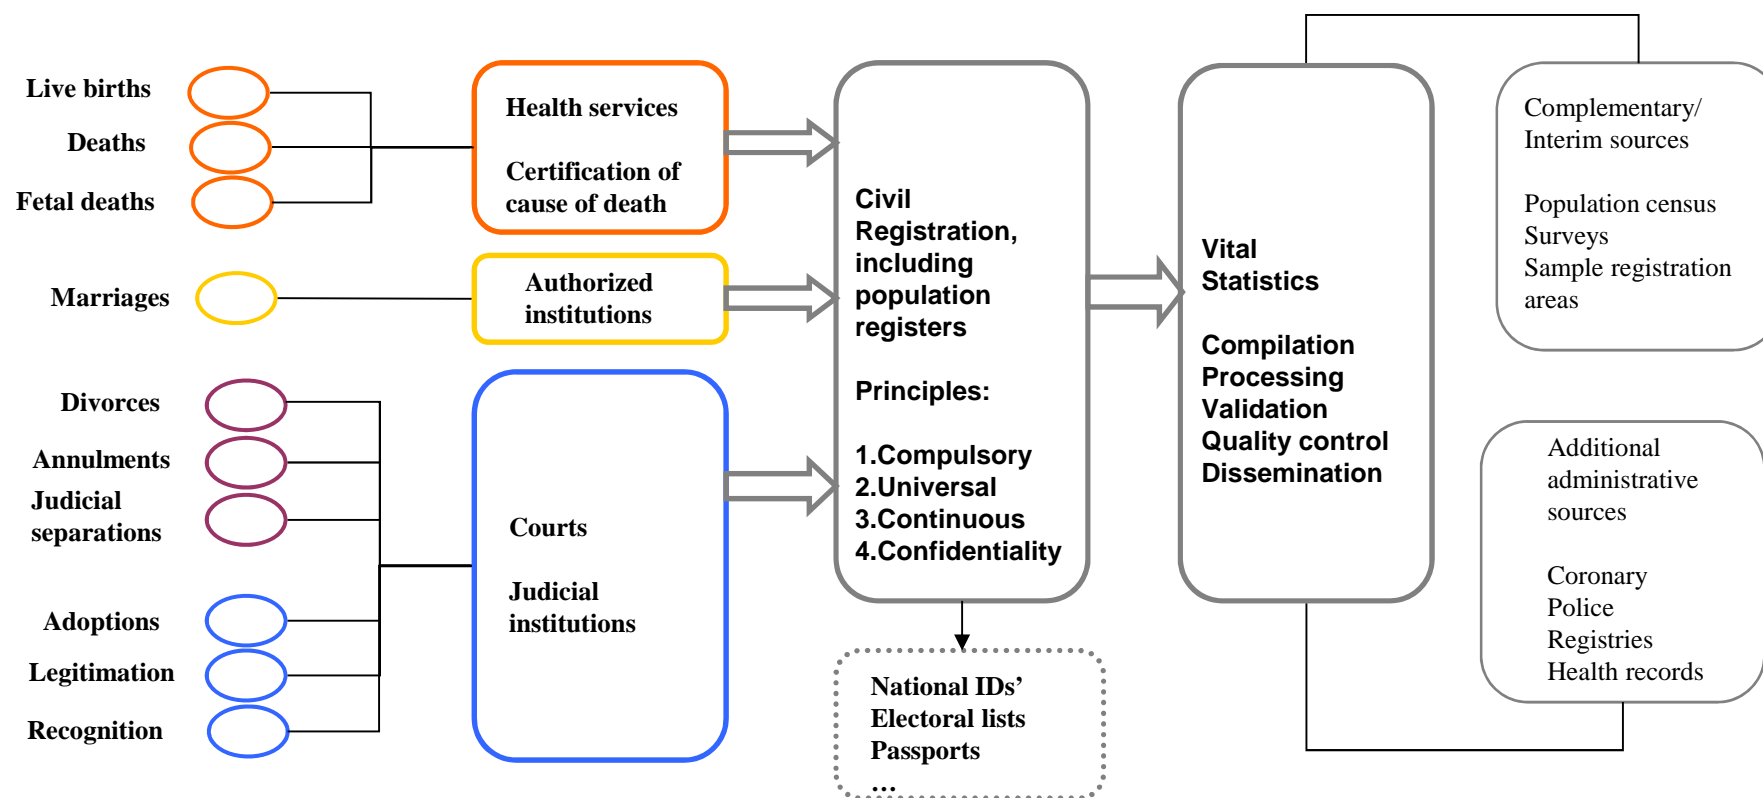 Live births
Deaths
Fetal deaths
Marriages
Divorces
Annulments
Judicial
separations
Adoptions
Legitimation
Recognition
Health services
Certification of
cause of death
Authorized
institutions
Courts
Judicial
institutions
Civil
Registration,
including
population
registers
Principles:
1.Compulsory
2.Universal
3.Continuous
4.Confidentiality
National IDs’
Electoral lists
Passports
…
Vital
Statistics
Compilation
Processing
Validation
Quality control
Dissemination
Complementary/
Interim sources
Population census
Surveys
Sample registration
areas
Additional
administrative
sources
Coronary
Police
Registries
Health records